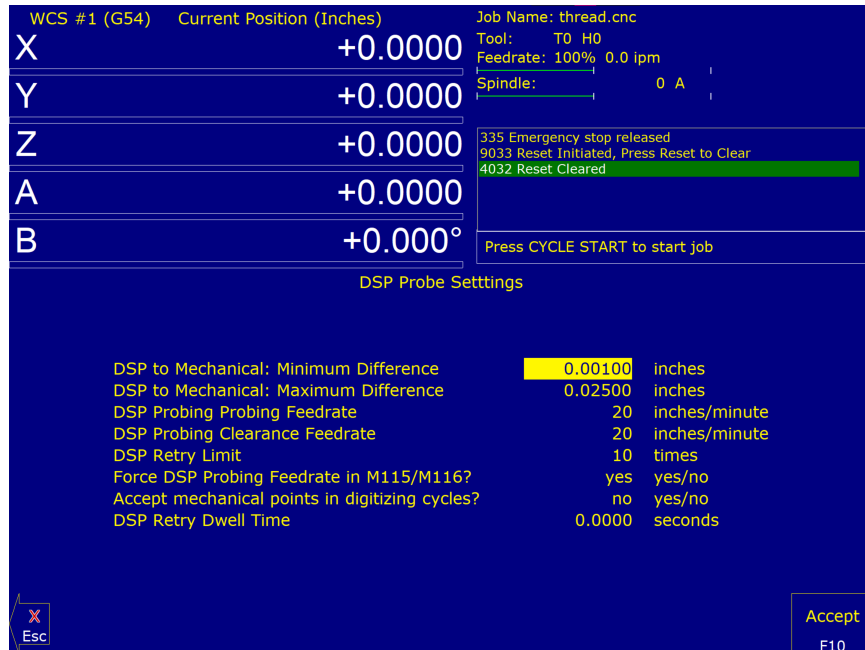 WCS #1 (G54) Current Position (Inches)
X +0.0000
Y +0.0000
Z +0.0000
A +0.0000
B +0.000°
Job Name: thread.cnc
Tool: T0 H0
Feedrate: 100% 0.0 ipm
Spindle: 0 A
335 Emergency stop released
9033 Reset Initiated, Press Reset to Clear
4032 Reset Cleared
Press CYCLE START to start job
DSP Probe Setttings
DSP to Mechanical: Minimum Difference 0.00100 inches
DSP to Mechanical: Maximum Difference 0.02500 inches
DSP Probing Probing Feedrate 20 inches/minute
DSP Probing Clearance Feedrate 20 inches/minute
DSP Retry Limit 10 times
Force DSP Probing Feedrate in M115/M116? yes yes/no
Accept mechanical points in digitizing cycles? no yes/no
DSP Retry Dwell Time 0.0000 seconds
X
Esc
Accept
F10